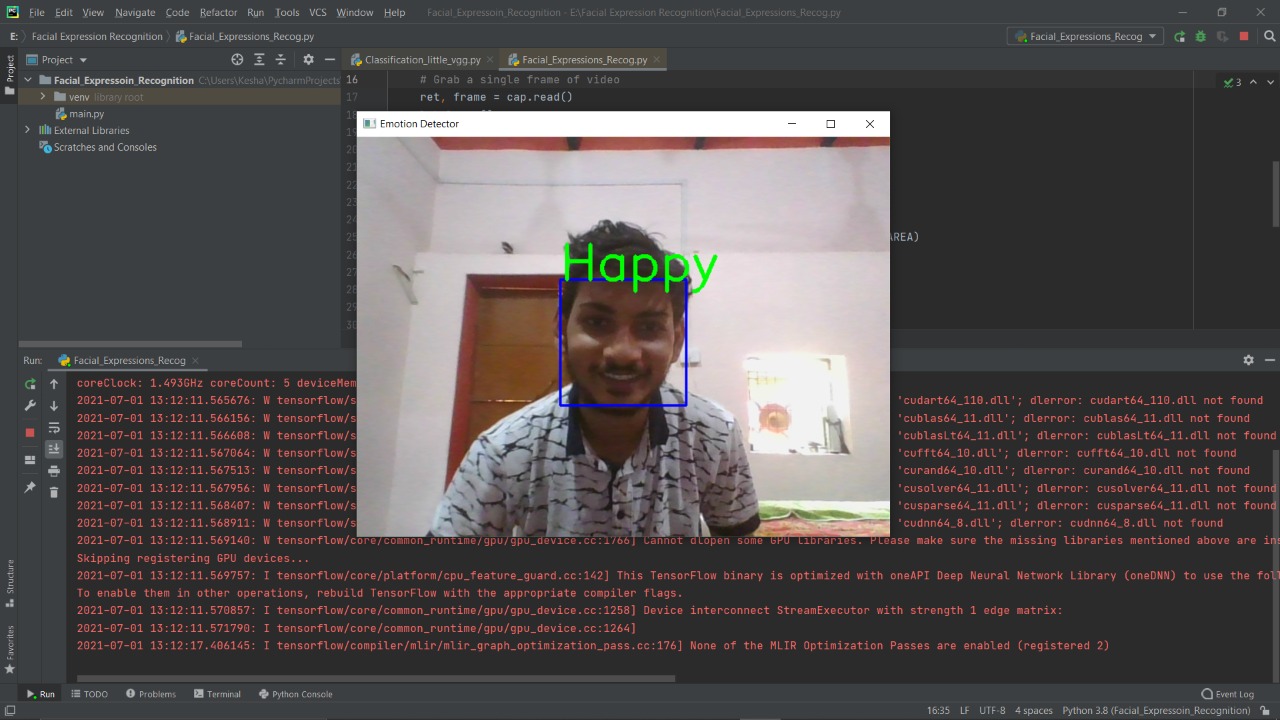 File Edit View Navigate Code Refactor Run Tools VCS Window Help Facial_Expressoin_Recognition - E:\Facial Expression Recognition\Facial_Expressions_Recog.py
E: Facial Expression Recognition Facial_Expressions_Recog.py Facial_Expressions_Recog
Project Classification_little_vgg.py Facial_Expressions_Recog.py
Project
Facial_Expressoin_Recognition C:\Users\Kesha\PycharmProjects
venv library root
main.py
External Libraries
Scratches and Consoles
16 # Grab a single frame of video
17 ret, frame = cap.read()
3
18
19
20
21
22
23
24
25 AREA)
26
27
28
29
30
Emotion Detector
Happy
Run: Facial_Expressions_Recog
coreClock: 1.493GHz coreCount: 5 deviceMem
2021-07-01 13:12:11.565676: W tensorflow/s 'cudart64_110.dll'; dlerror: cudart64_110.dll not found
2021-07-01 13:12:11.566156: W tensorflow/s 'cublas64_11.dll'; dlerror: cublas64_11.dll not found
2021-07-01 13:12:11.566608: W tensorflow/s 'cublasLt64_11.dll'; dlerror: cublasLt64_11.dll not found
2021-07-01 13:12:11.567064: W tensorflow/s 'cufft64_10.dll'; dlerror: cufft64_10.dll not found
2021-07-01 13:12:11.567513: W tensorflow/s 'curand64_10.dll'; dlerror: curand64_10.dll not found
2021-07-01 13:12:11.567956: W tensorflow/s 'cusolver64_11.dll'; dlerror: cusolver64_11.dll not found
2021-07-01 13:12:11.568407: W tensorflow/s 'cusparse64_11.dll'; dlerror: cusparse64_11.dll not found
2021-07-01 13:12:11.568911: W tensorflow/s 'cudnn64_8.dll'; dlerror: cudnn64_8.dll not found
2021-07-01 13:12:11.569140: W tensorflow/core/common_runtime/gpu/gpu_device.cc:1766] Cannot dlopen some GPU libraries. Please make sure the missing libraries mentioned above are ins
Skipping registering GPU devices...
2021-07-01 13:12:11.569757: I tensorflow/core/platform/cpu_feature_guard.cc:142] This TensorFlow binary is optimized with oneAPI Deep Neural Network Library (oneDNN) to use the foll
To enable them in other operations, rebuild TensorFlow with the appropriate compiler flags.
2021-07-01 13:12:11.570857: I tensorflow/core/common_runtime/gpu/gpu_device.cc:1258] Device interconnect StreamExecutor with strength 1 edge matrix:
2021-07-01 13:12:11.571790: I tensorflow/core/common_runtime/gpu/gpu_device.cc:1264]
2021-07-01 13:12:17.406145: I tensorflow/compiler/mlir/mlir_graph_optimization_pass.cc:176] None of the MLIR Optimization Passes are enabled (registered 2)
Structure
Favorites
Run TODO Problems Terminal Python Console Event Log
16:35 LF UTF-8 4 spaces Python 3.8 (Facial_Expressoin_Recognition)